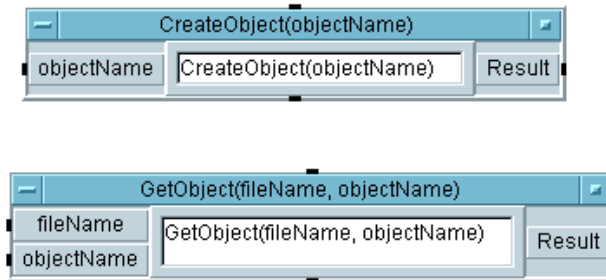 CreateObject(objectName)
objectName CreateObject(objectName) Result
GetObject(fileName, objectName)
fileName
GetObject(fileName, objectName)
Result
objectName